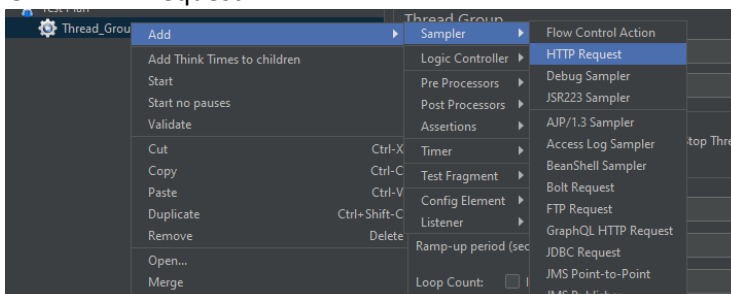 Request
Test Plan
Thread_Grou
Thread Group
Add
Add Think Times to children
Start
Start no pauses
Validate
Cut Ctrl-X
Copy Ctrl-C
Paste Ctrl-V
Duplicate Ctrl+Shift-C
Remove Delete
Open...
Merge
Sampler
Logic Controller
Pre Processors
Post Processors
Assertions
Timer
Test Fragment
Config Element
Listener
Ramp-up period (sec
Loop Count:
Flow Control Action
HTTP Request
Debug Sampler
JSR223 Sampler
AJP/1.3 Sampler
Access Log Sampler
BeanShell Sampler
Bolt Request
FTP Request
GraphQL HTTP Request
JDBC Request
JMS Point-to-Point
JMS Publisher
top Thre